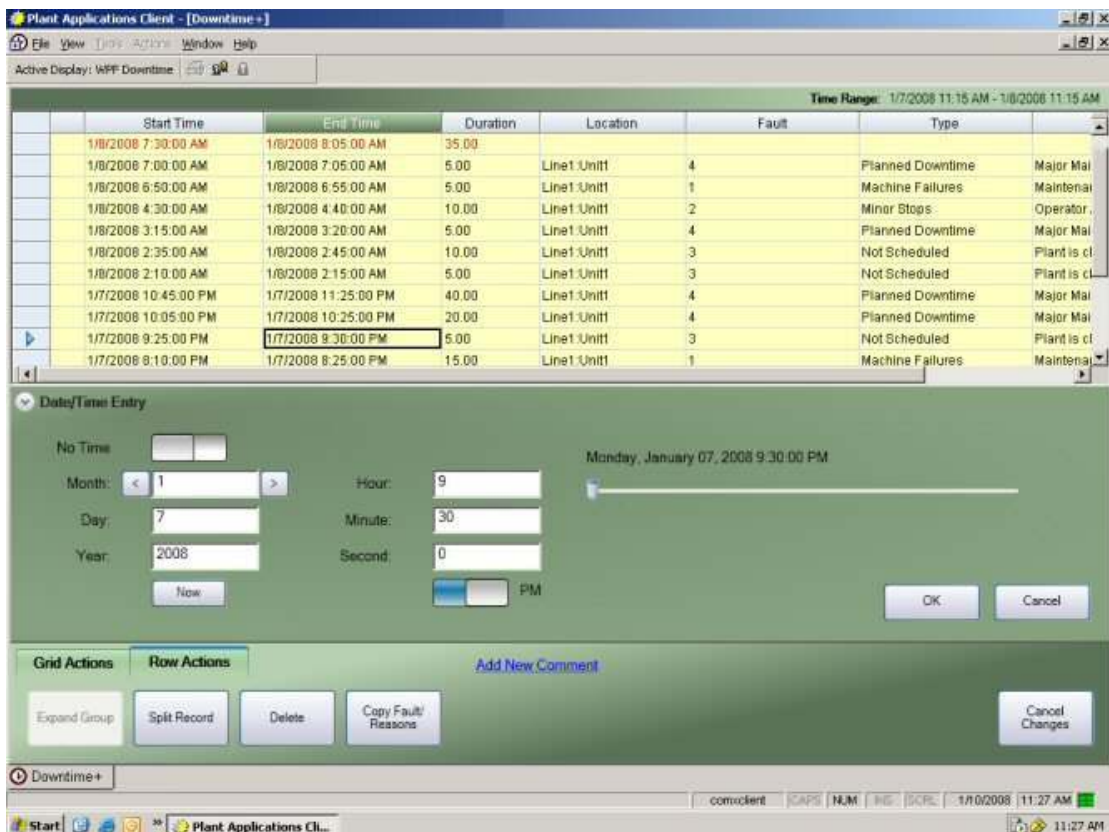 Plant Applications Client - [Downtime+]
File View Tools Actions Window Help
Active Display: WPF Downtime
Time Range: 1/7/2008 11:15 AM - 1/8/2008 11:15 AM
Start Time End Time Duration Location Fault Type
1/8/2008 7:30:00 AM 1/8/2008 8:05:00 AM 35.00
1/8/2008 7:00:00 AM 1/8/2008 7:05:00 AM 5.00 Line1:Unit1 4 Planned Downtime Major Mai
1/8/2008 6:50:00 AM 1/8/2008 6:55:00 AM 5.00 Line1:Unit1 1 Machine Failures Maintenan
1/8/2008 4:30:00 AM 1/8/2008 4:40:00 AM 10.00 Line1:Unit1 2 Minor Stops Operator
1/8/2008 3:15:00 AM 1/8/2008 3:20:00 AM 5.00 Line1:Unit1 4 Planned Downtime Major Mai
1/8/2008 2:35:00 AM 1/8/2008 2:45:00 AM 10.00 Line1:Unit1 3 Not Scheduled Plant is cl
1/8/2008 2:10:00 AM 1/8/2008 2:15:00 AM 5.00 Line1:Unit1 3 Not Scheduled Plant is cl
1/7/2008 10:45:00 PM 1/7/2008 11:25:00 PM 40.00 Line1:Unit1 4 Planned Downtime Major Mai
1/7/2008 10:05:00 PM 1/7/2008 10:25:00 PM 20.00 Line1:Unit1 4 Planned Downtime Major Mai
1/7/2008 9:25:00 PM 1/7/2008 9:30:00 PM 5.00 Line1:Unit1 3 Not Scheduled Plant is cl
1/7/2008 8:10:00 PM 1/7/2008 8:25:00 PM 15.00 Line1:Unit1 1 Machine Failures Maintenan
Date/Time Entry
No Time
Monday, January 07, 2008 9:30:00 PM
Month: < 1 > Hour: 9
Day: 7 Minute: 30
Year: 2008 Second: 0
Now PM OK Cancel
Grid Actions Row Actions Add New Comment
Expand Group Split Record Delete Copy Fault/
Reasons Cancel
Changes
Downtime+
comxclient CAPS NUM INS SCRL 1/10/2008 11:27 AM
Start » Plant Applications Cli... 11:27 AM